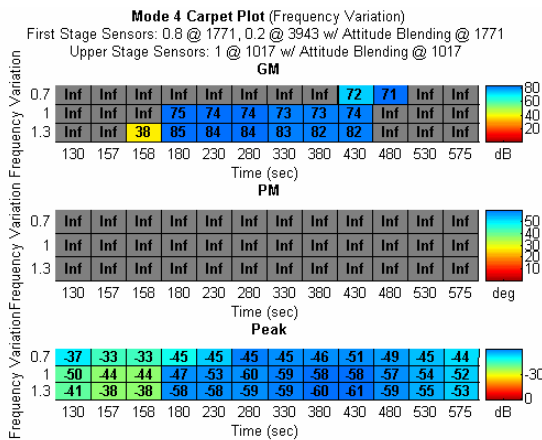 Mode 4 Carpet Plot (Frequency Variation)
First Stage Sensors: 0.8 @ 1771, 0.2 @ 3943 w/ Attitude Blending @ 1771
Upper Stage Sensors: 1 @ 1017 w/ Attitude Blending @ 1017
GM
Frequency Variation
0.7 Inf Inf Inf Inf Inf Inf Inf Inf 72 71 Inf Inf
1 Inf Inf Inf 75 74 74 73 73 74 Inf Inf Inf
1.3 Inf Inf 38 85 84 84 83 82 82 Inf Inf Inf
130 157 158 180 230 280 330 380 430 480 530 575
Time (sec)
80
60
40
20
dB
PM
Frequency Variation
0.7 Inf Inf Inf Inf Inf Inf Inf Inf Inf Inf Inf Inf
1 Inf Inf Inf Inf Inf Inf Inf Inf Inf Inf Inf Inf
1.3 Inf Inf Inf Inf Inf Inf Inf Inf Inf Inf Inf Inf
130 157 158 180 230 280 330 380 430 480 530 575
Time (sec)
50
40
30
20
10
deg
Peak
Frequency Variation
0.7 -37 -33 -33 -45 -45 -45 -45 -46 -51 -49 -45 -44
1 -50 -44 -44 -47 -53 -60 -59 -58 -58 -57 -54 -52
1.3 -41 -38 -38 -58 -58 -59 -59 -60 -61 -59 -55 -53
130 157 158 180 230 280 330 380 430 480 530 575
Time (sec)
-30
0
dB